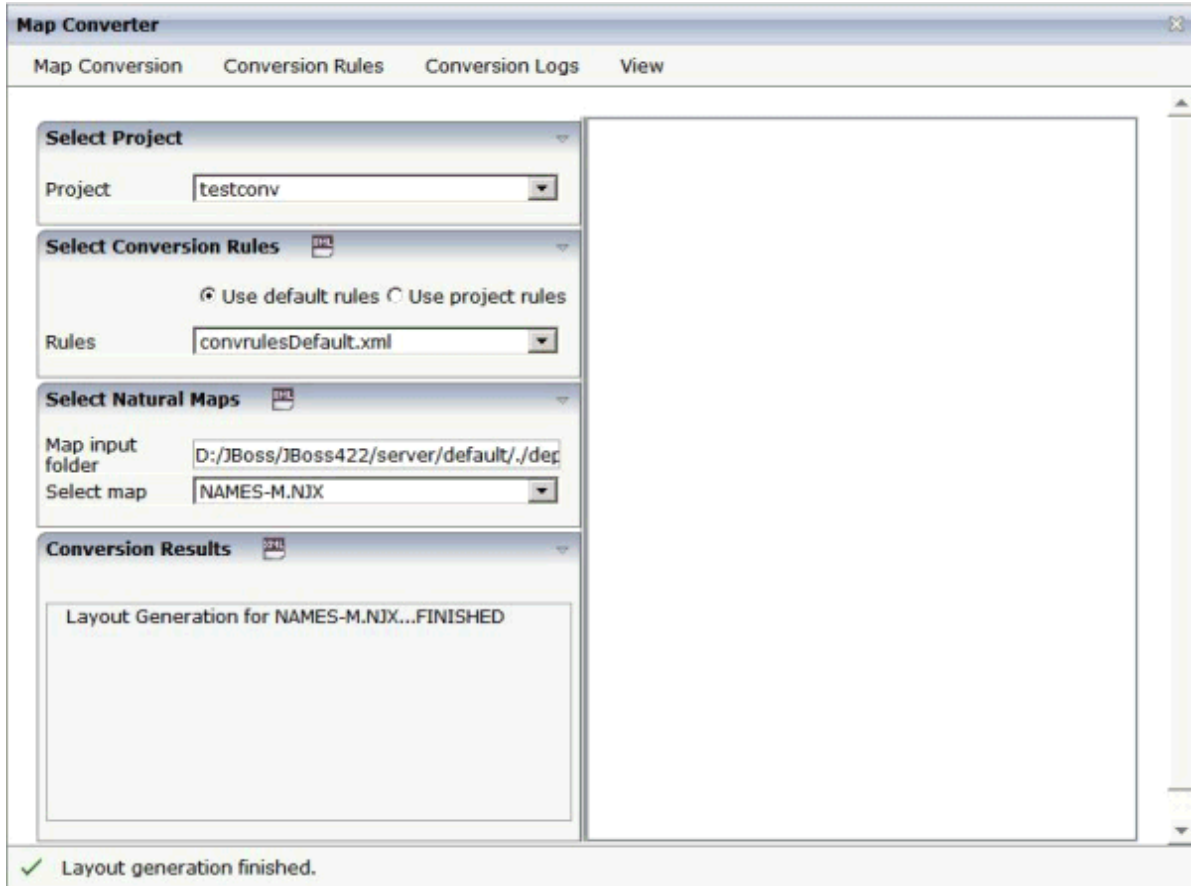 Map Converter
Map Conversion Conversion Rules Conversion Logs View
Select Project
Project testconv
Select Conversion Rules
Use default rules Use project rules
Rules convrulesDefault.xml
Select Natural Maps
Map input folder D:/JBoss/JBoss422/server/default/./dep
Select map NAMES-M.NJX
Conversion Results
Layout Generation for NAMES-M.NJX...FINISHED
Layout generation finished.